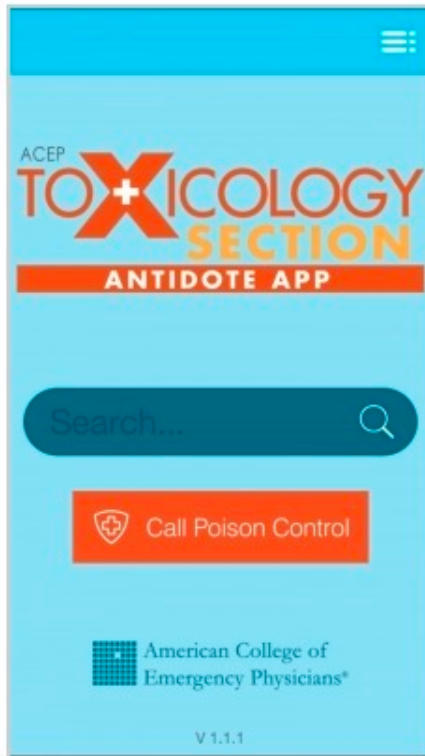 ACEP
TOXICOLOGY
SECTION
ANTIDOTE APP
Search...
Call Poison Control
American College of
Emergency Physicians®
V 1.1.1